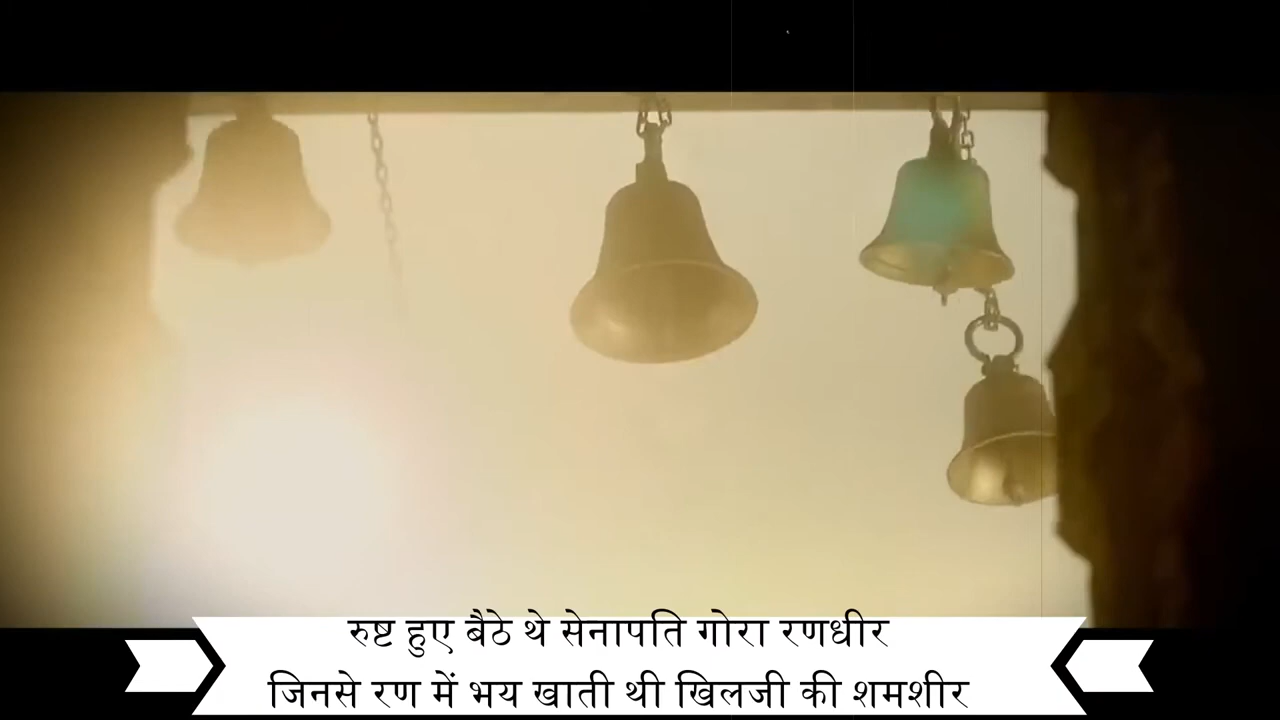 रुष्ट हुए बैठे थे सेनापति गोरा रणधीर
जिनसे रण में भय खाती थी खिलजी की शमशीर